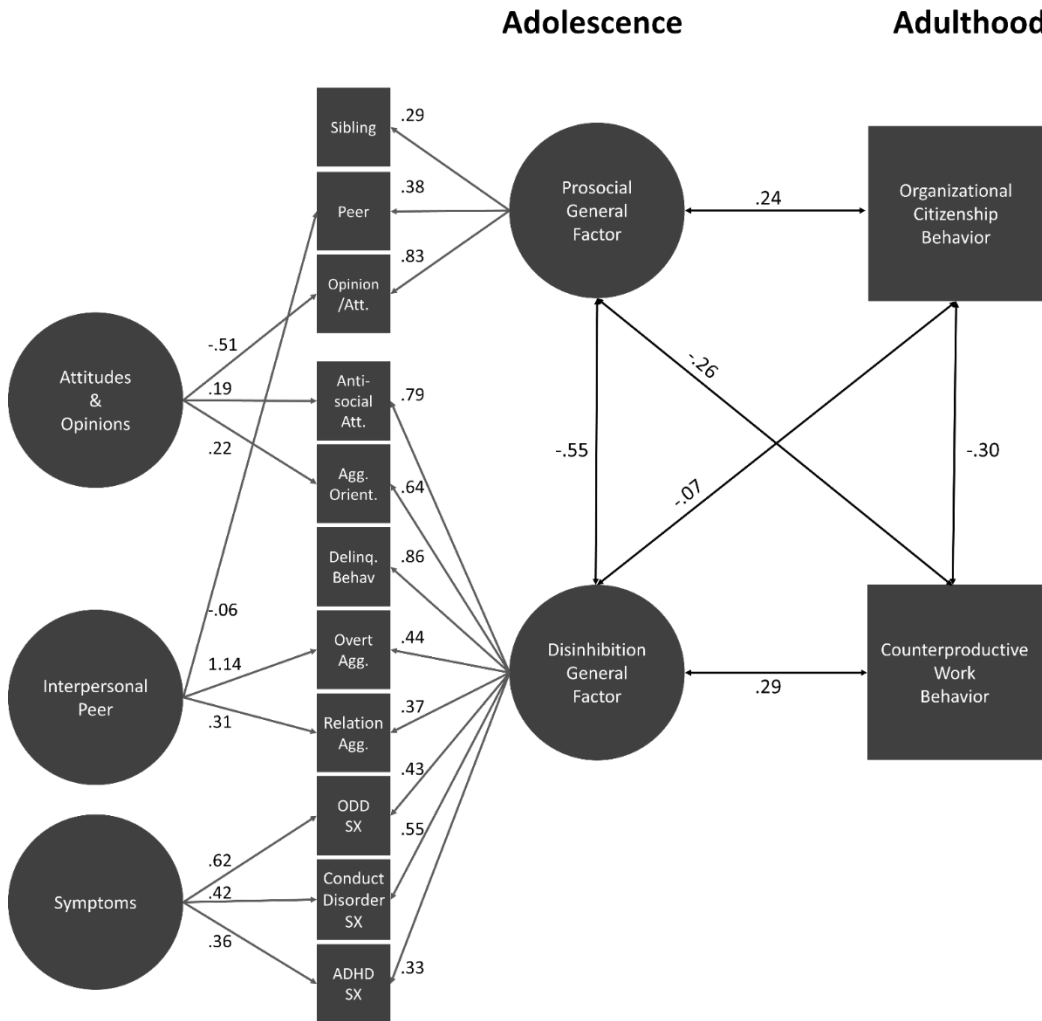 Adolescence
Adulthood
Sibling
.29
Peer
.38
Opinion
/Att.
.83
Prosocial
General
Factor
.24
Organizational
Citizenship
Behavior
Attitudes
&
Opinions
-.51
.19
.22
Anti-
social
Att.
.79
Agg.
Orient.
.64
Delinq.
Behav
.86
-.55
-.26
-.07
-.30
Interpersonal
Peer
-.06
1.14
.31
Overt
Agg.
.44
Relation
Agg.
.37
Disinhibition
General
Factor
.29
Counterproductive
Work
Behavior
Symptoms
.62
.42
.36
ODD
SX
.43
Conduct
Disorder
SX
.55
ADHD
SX
.33